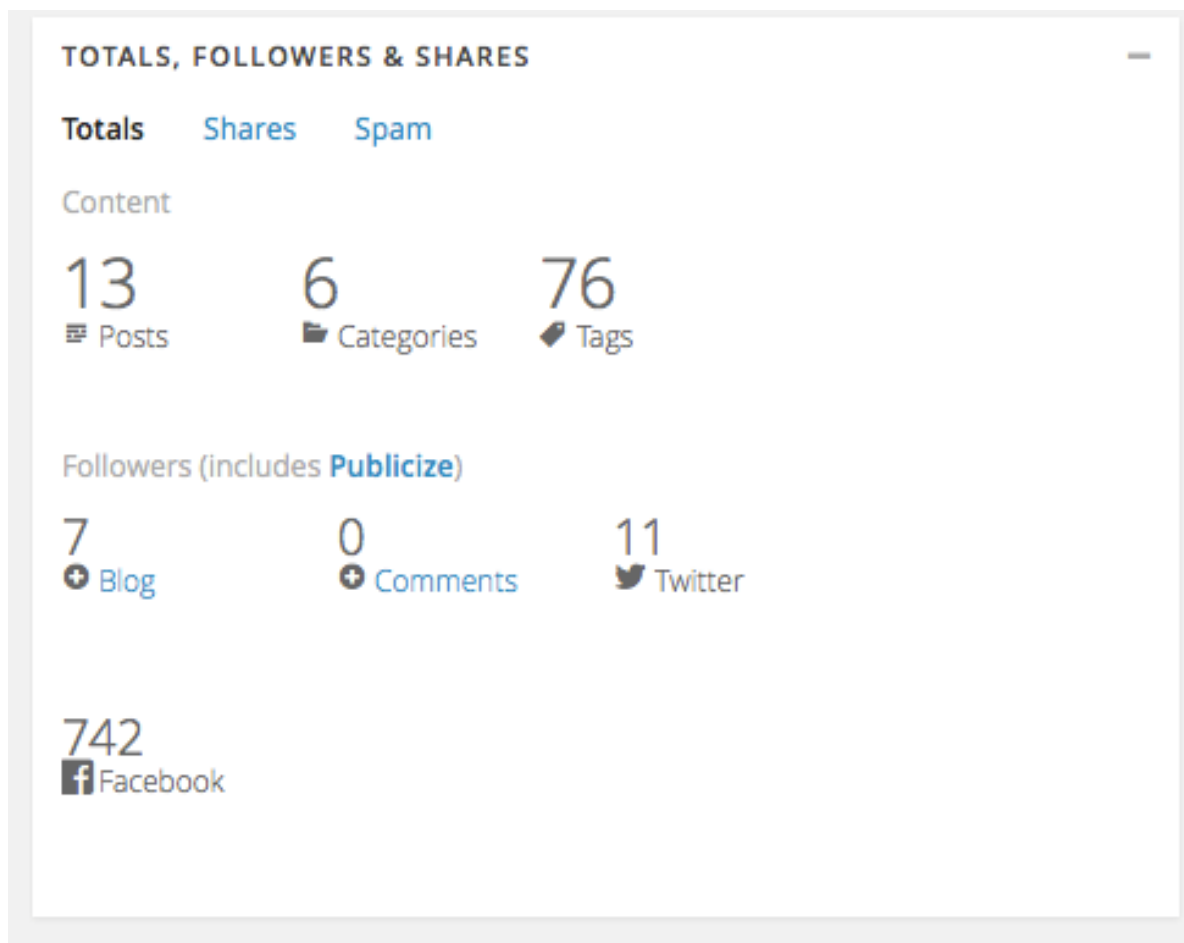 TOTALS, FOLLOWERS & SHARES
Totals Shares Spam
Content
13 6 76
Posts Categories Tags
Followers (includes Publicize)
7 0 11
Blog Comments Twitter
742
Facebook